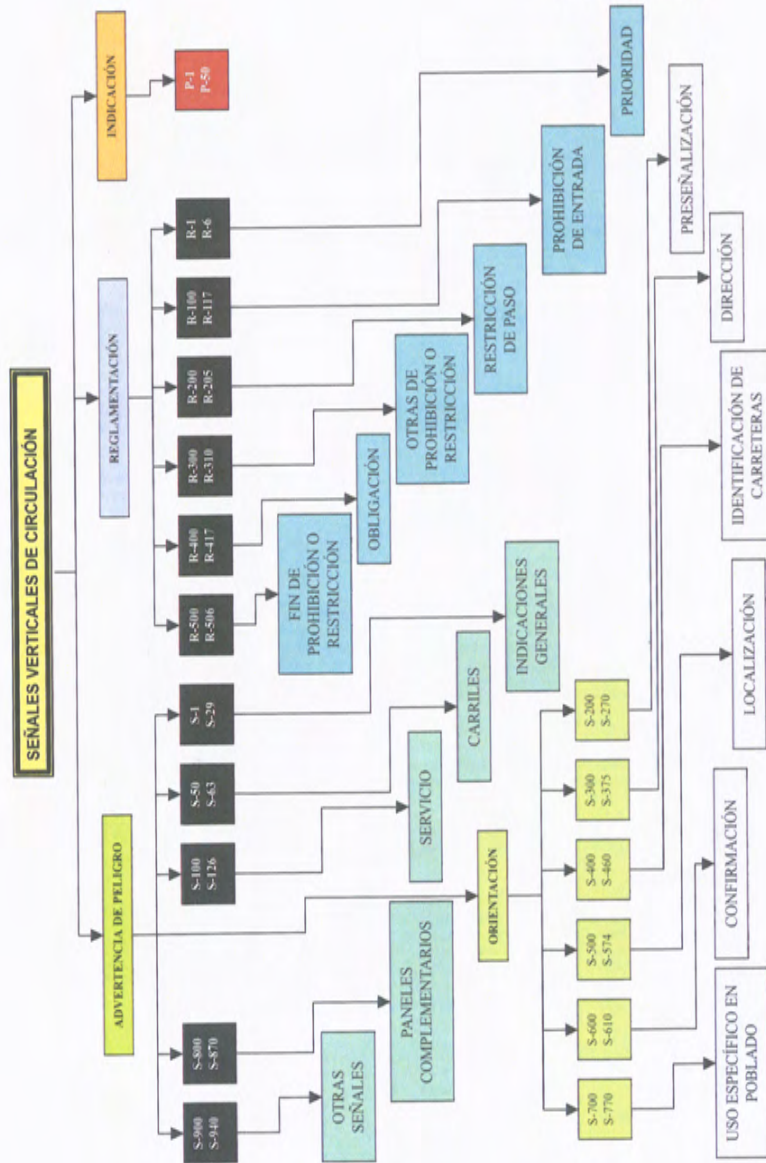 SEÑALES VERTICALES DE CIRCULACIÓN
ADVERTENCIA DE PELIGRO
REGLAMENTACIÓN
INDICACIÓN
S-900
S-940
S-800
S-870
S-100
S-126
S-50
S-63
S-1
S-29
R-500
R-506
R-400
R-417
R-300
R-310
R-200
R-205
R-100
R-117
R-1
R-6
P-1
P-50
OTRAS
SEÑALES
PANELES
COMPLEMENTARIOS
SERVICIO
CARRILES
INDICACIONES
GENERALES
FIN DE
PROHIBICIÓN O
RESTRICCIÓN
OBLIGACIÓN
OTRAS DE
PROHIBICIÓN O
RESTRICCIÓN
RESTRICCIÓN
DE PASO
PROHIBICIÓN
DE ENTRADA
PRIORIDAD
ORIENTACIÓN
S-700
S-770
S-600
S-610
S-500
S-574
S-400
S-460
S-300
S-375
S-200
S-270
USO ESPECÍFICO EN
POBLADO
CONFIRMACIÓN
LOCALIZACIÓN
IDENTIFICACIÓN DE
CARRETERAS
DIRECCIÓN
PRESEÑALIZACIÓN